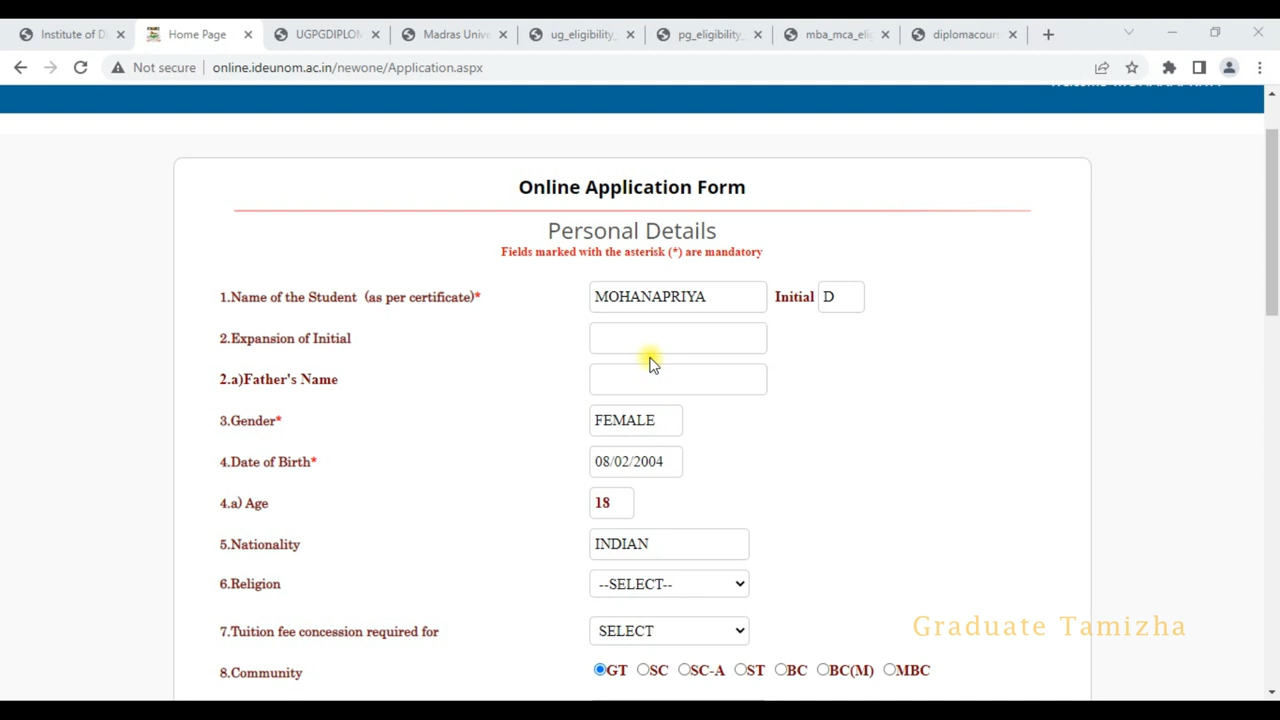 Institute of D
Home Page
UGPGDIPLOM
Madras Unive
ug_eligibility_
pg_eligibility_
mba_mca_eli
diplomacours
Not secure
online.ideunom.ac.in/newone/Application.aspx
Online Application Form
Personal Details
Fields marked with the asterisk (*) are mandatory
1.Name of the Student (as per certificate)* MOHANAPRIYA Initial D
2.Expansion of Initial
2.a)Father's Name
3.Gender* FEMALE
4.Date of Birth* 08/02/2004
4.a) Age 18
5.Nationality INDIAN
6.Religion --SELECT--
Graduate Tamizha
7.Tuition fee concession required for SELECT
8.Community GT SC SC-A ST BC BC(M) MBC